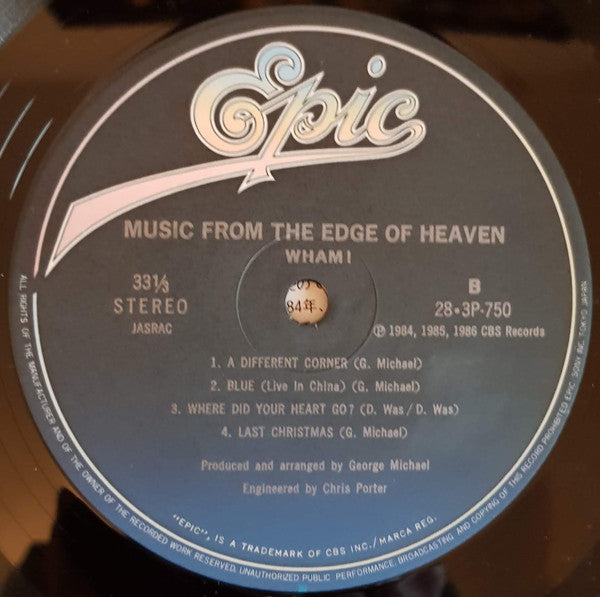 Epic
MUSIC FROM THE EDGE OF HEAVEN
WHAM!
33⅓
STEREO
JASRAC
84年、
B
28・3P-750
Ⓟ 1984, 1985, 1986 CBS Records
1. A DIFFERENT CORNER (G. Michael)
2. BLUE (Live in China) (G. Michael)
3. WHERE DID YOUR HEART GO? (D. Was/D. Was)
4. LAST CHRISTMAS (G. Michael)
Produced and arranged by George Michael
Engineered by Chris Porter
"EPIC", IS A TRADEMARK OF CBS INC./MARCA REG.
ALL RIGHTS OF THE MANUFACTURER AND OF THE OWNER OF THE RECORDED WORK RESERVED. UNAUTHORIZED PUBLIC PERFORMANCE, BROADCASTING AND COPYING OF THIS RECORD PROHIBITED EPIC SONY INC. TOKYO JAPAN